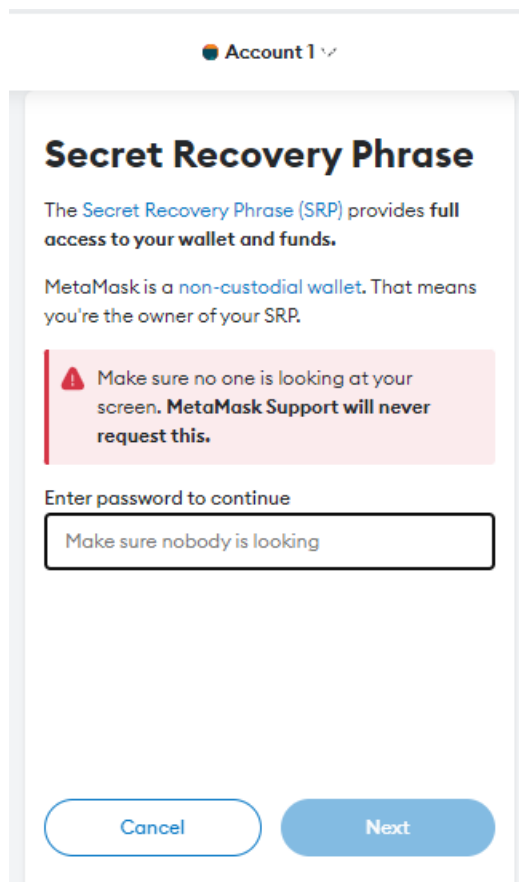 Account 1
Secret Recovery Phrase
The Secret Recovery Phrase (SRP) provides full
access to your wallet and funds.
MetaMask is a non-custodial wallet. That means
you're the owner of your SRP.
Make sure no one is looking at your
screen. MetaMask Support will never
request this.
Enter password to continue
Make sure nobody is looking
Cancel
Next